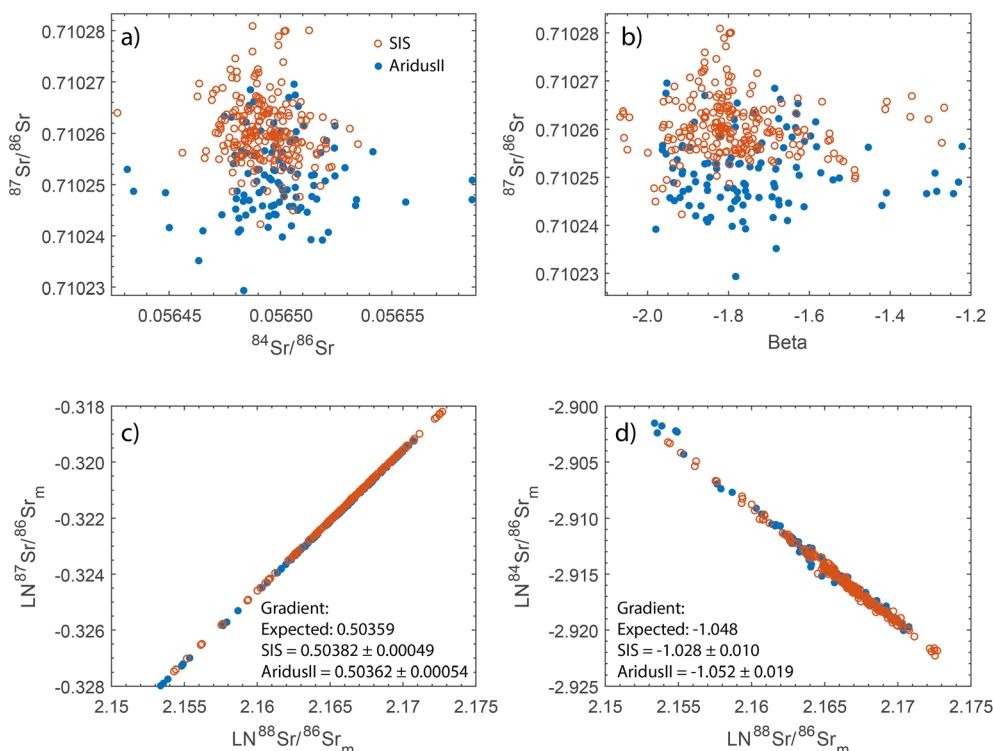 a)
SIS
AridusII
⁸⁷Sr/⁸⁶Sr
0.71028
0.71027
0.71026
0.71025
0.71024
0.71023
0.05645
0.05650
0.05655
⁸⁴Sr/⁸⁶Sr
b)
⁸⁷Sr/⁸⁶Sr
0.71028
0.71027
0.71026
0.71025
0.71024
0.71023
-2.0
-1.8
-1.6
-1.4
-1.2
Beta
c)
LN⁸⁷Sr/⁸⁶Srₘ
-0.318
-0.320
-0.322
-0.324
-0.326
-0.328
Gradient:
Expected: 0.50359
SIS = 0.50382 ± 0.00049
AridusII = 0.50362 ± 0.00054
2.15
2.155
2.16
2.165
2.17
2.175
LN⁸⁸Sr/⁸⁶Srₘ
d)
LN⁸⁴Sr/⁸⁶Srₘ
-2.900
-2.905
-2.910
-2.915
-2.920
-2.925
Gradient:
Expected: -1.048
SIS = -1.028 ± 0.010
AridusII = -1.052 ± 0.019
2.15
2.155
2.16
2.165
2.17
2.175
LN⁸⁸Sr/⁸⁶Srₘ